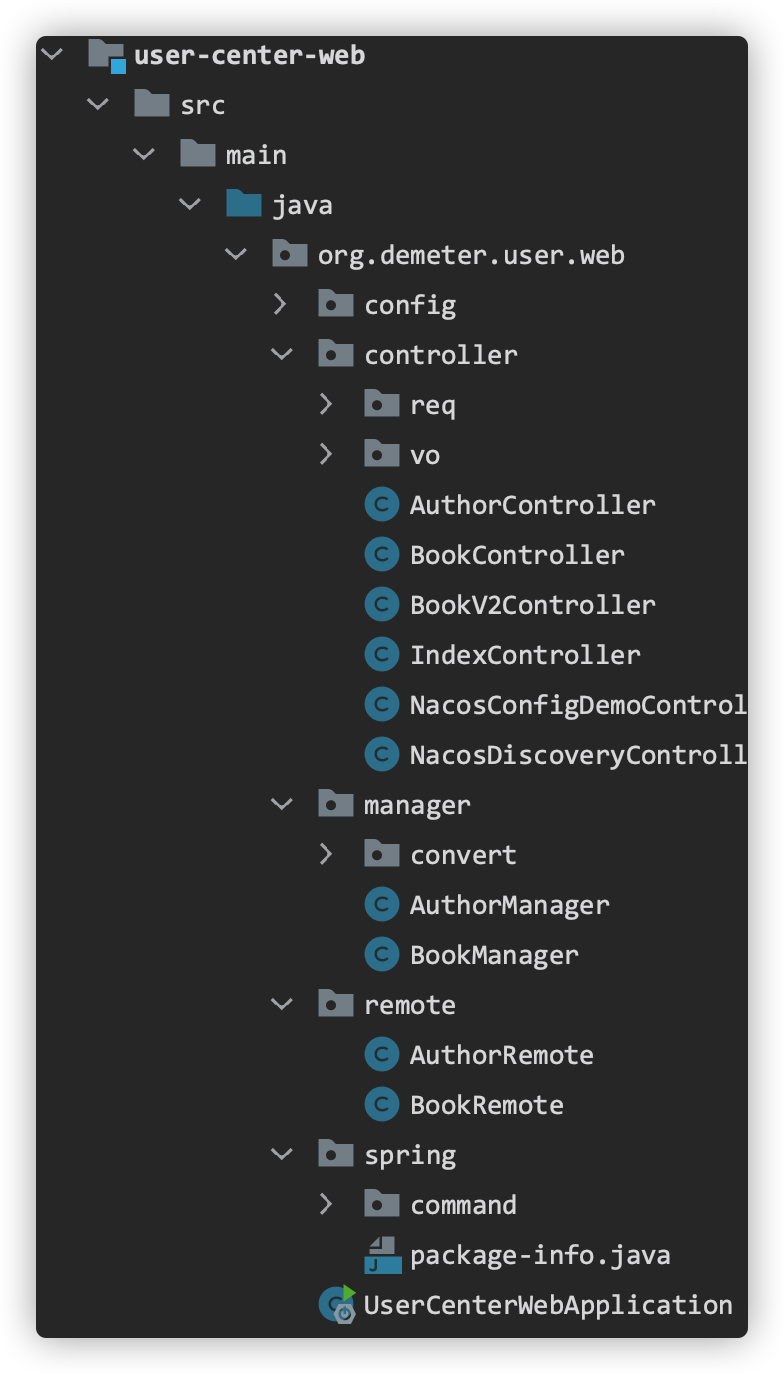 user-center-web
src
main
java
org.demeter.user.web
config
controller
req
vo
AuthorController
BookController
BookV2Controller
IndexController
NacosConfigDemoControl
NacosDiscoveryControll
manager
convert
AuthorManager
BookManager
remote
AuthorRemote
BookRemote
spring
command
package-info.java
UserCenterWebApplication